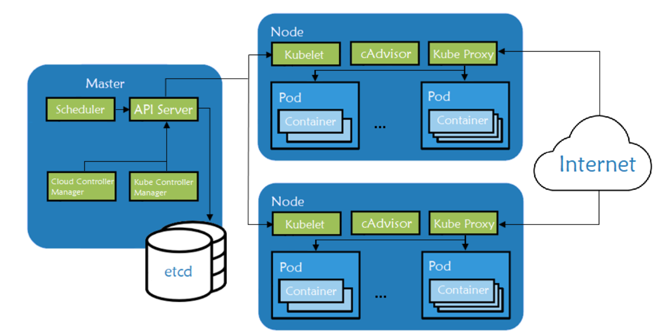 Master
Scheduler
API Server
Cloud Controller
Manager
Kube Controller
Manager
etcd
Node
Kubelet
cAdvisor
Kube Proxy
Pod
Container
...
Pod
Container
Node
Kubelet
cAdvisor
Kube Proxy
Pod
Container
...
Pod
Container
Internet